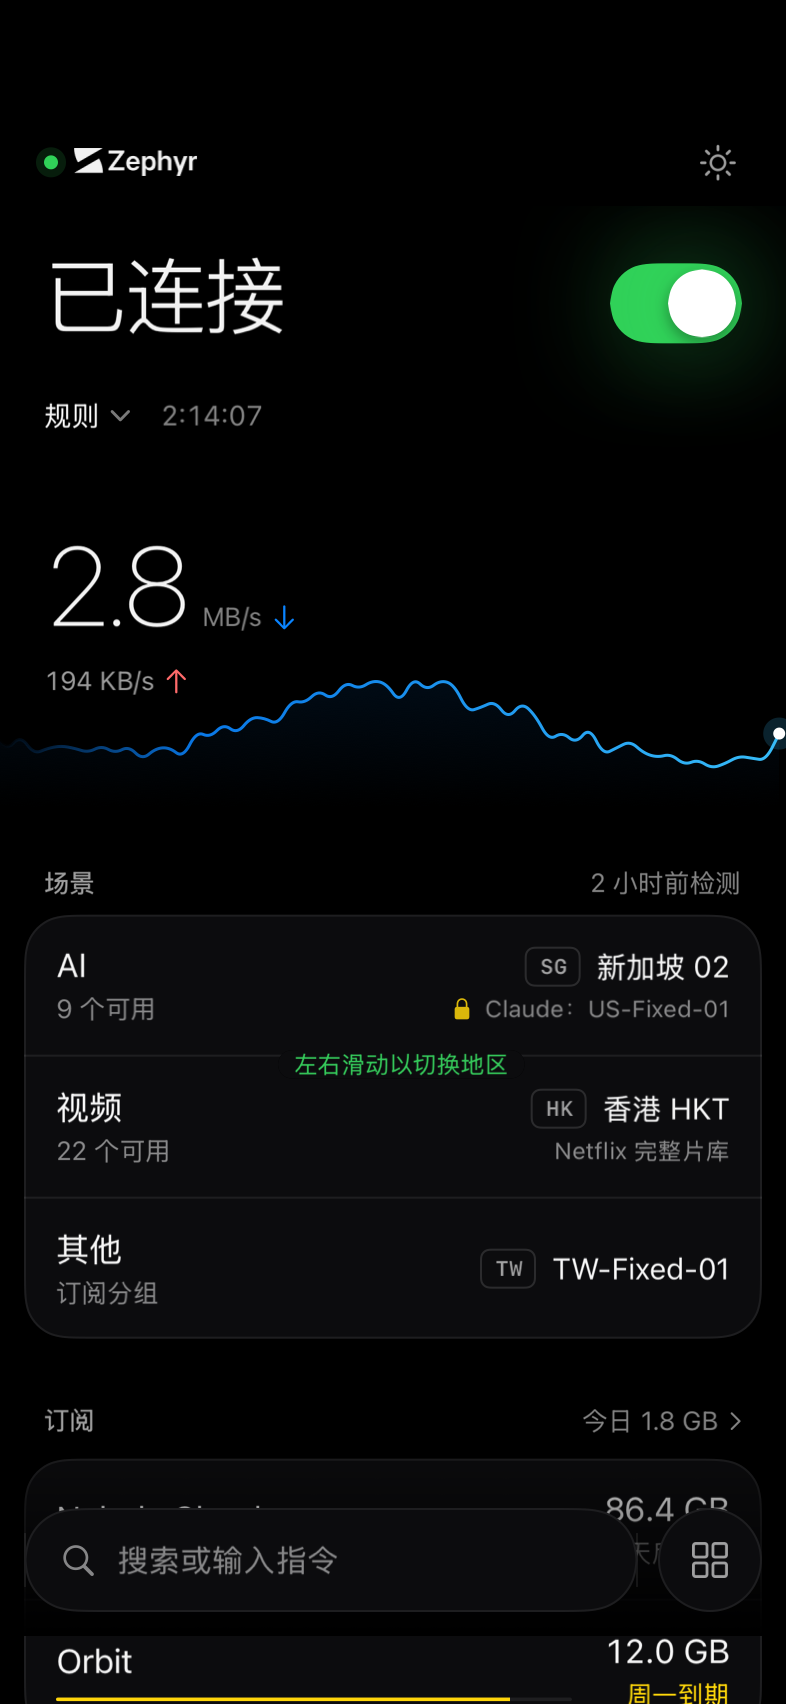 Zephyr
已连接
规则 2:14:07
2.8 MB/s ↓
194 KB/s ↑
场景 2 小时前检测
AI SG 新加坡 02
9 个可用 Claude: US-Fixed-01
左右滑动以切换地区
视频 HK 香港 HKT
22 个可用 Netflix 完整片库
其他 TW TW-Fixed-01
订阅分组
订阅 今日 1.8 GB
86.4 GB
搜索或输入指令
Orbit 12.0 GB
周一到期